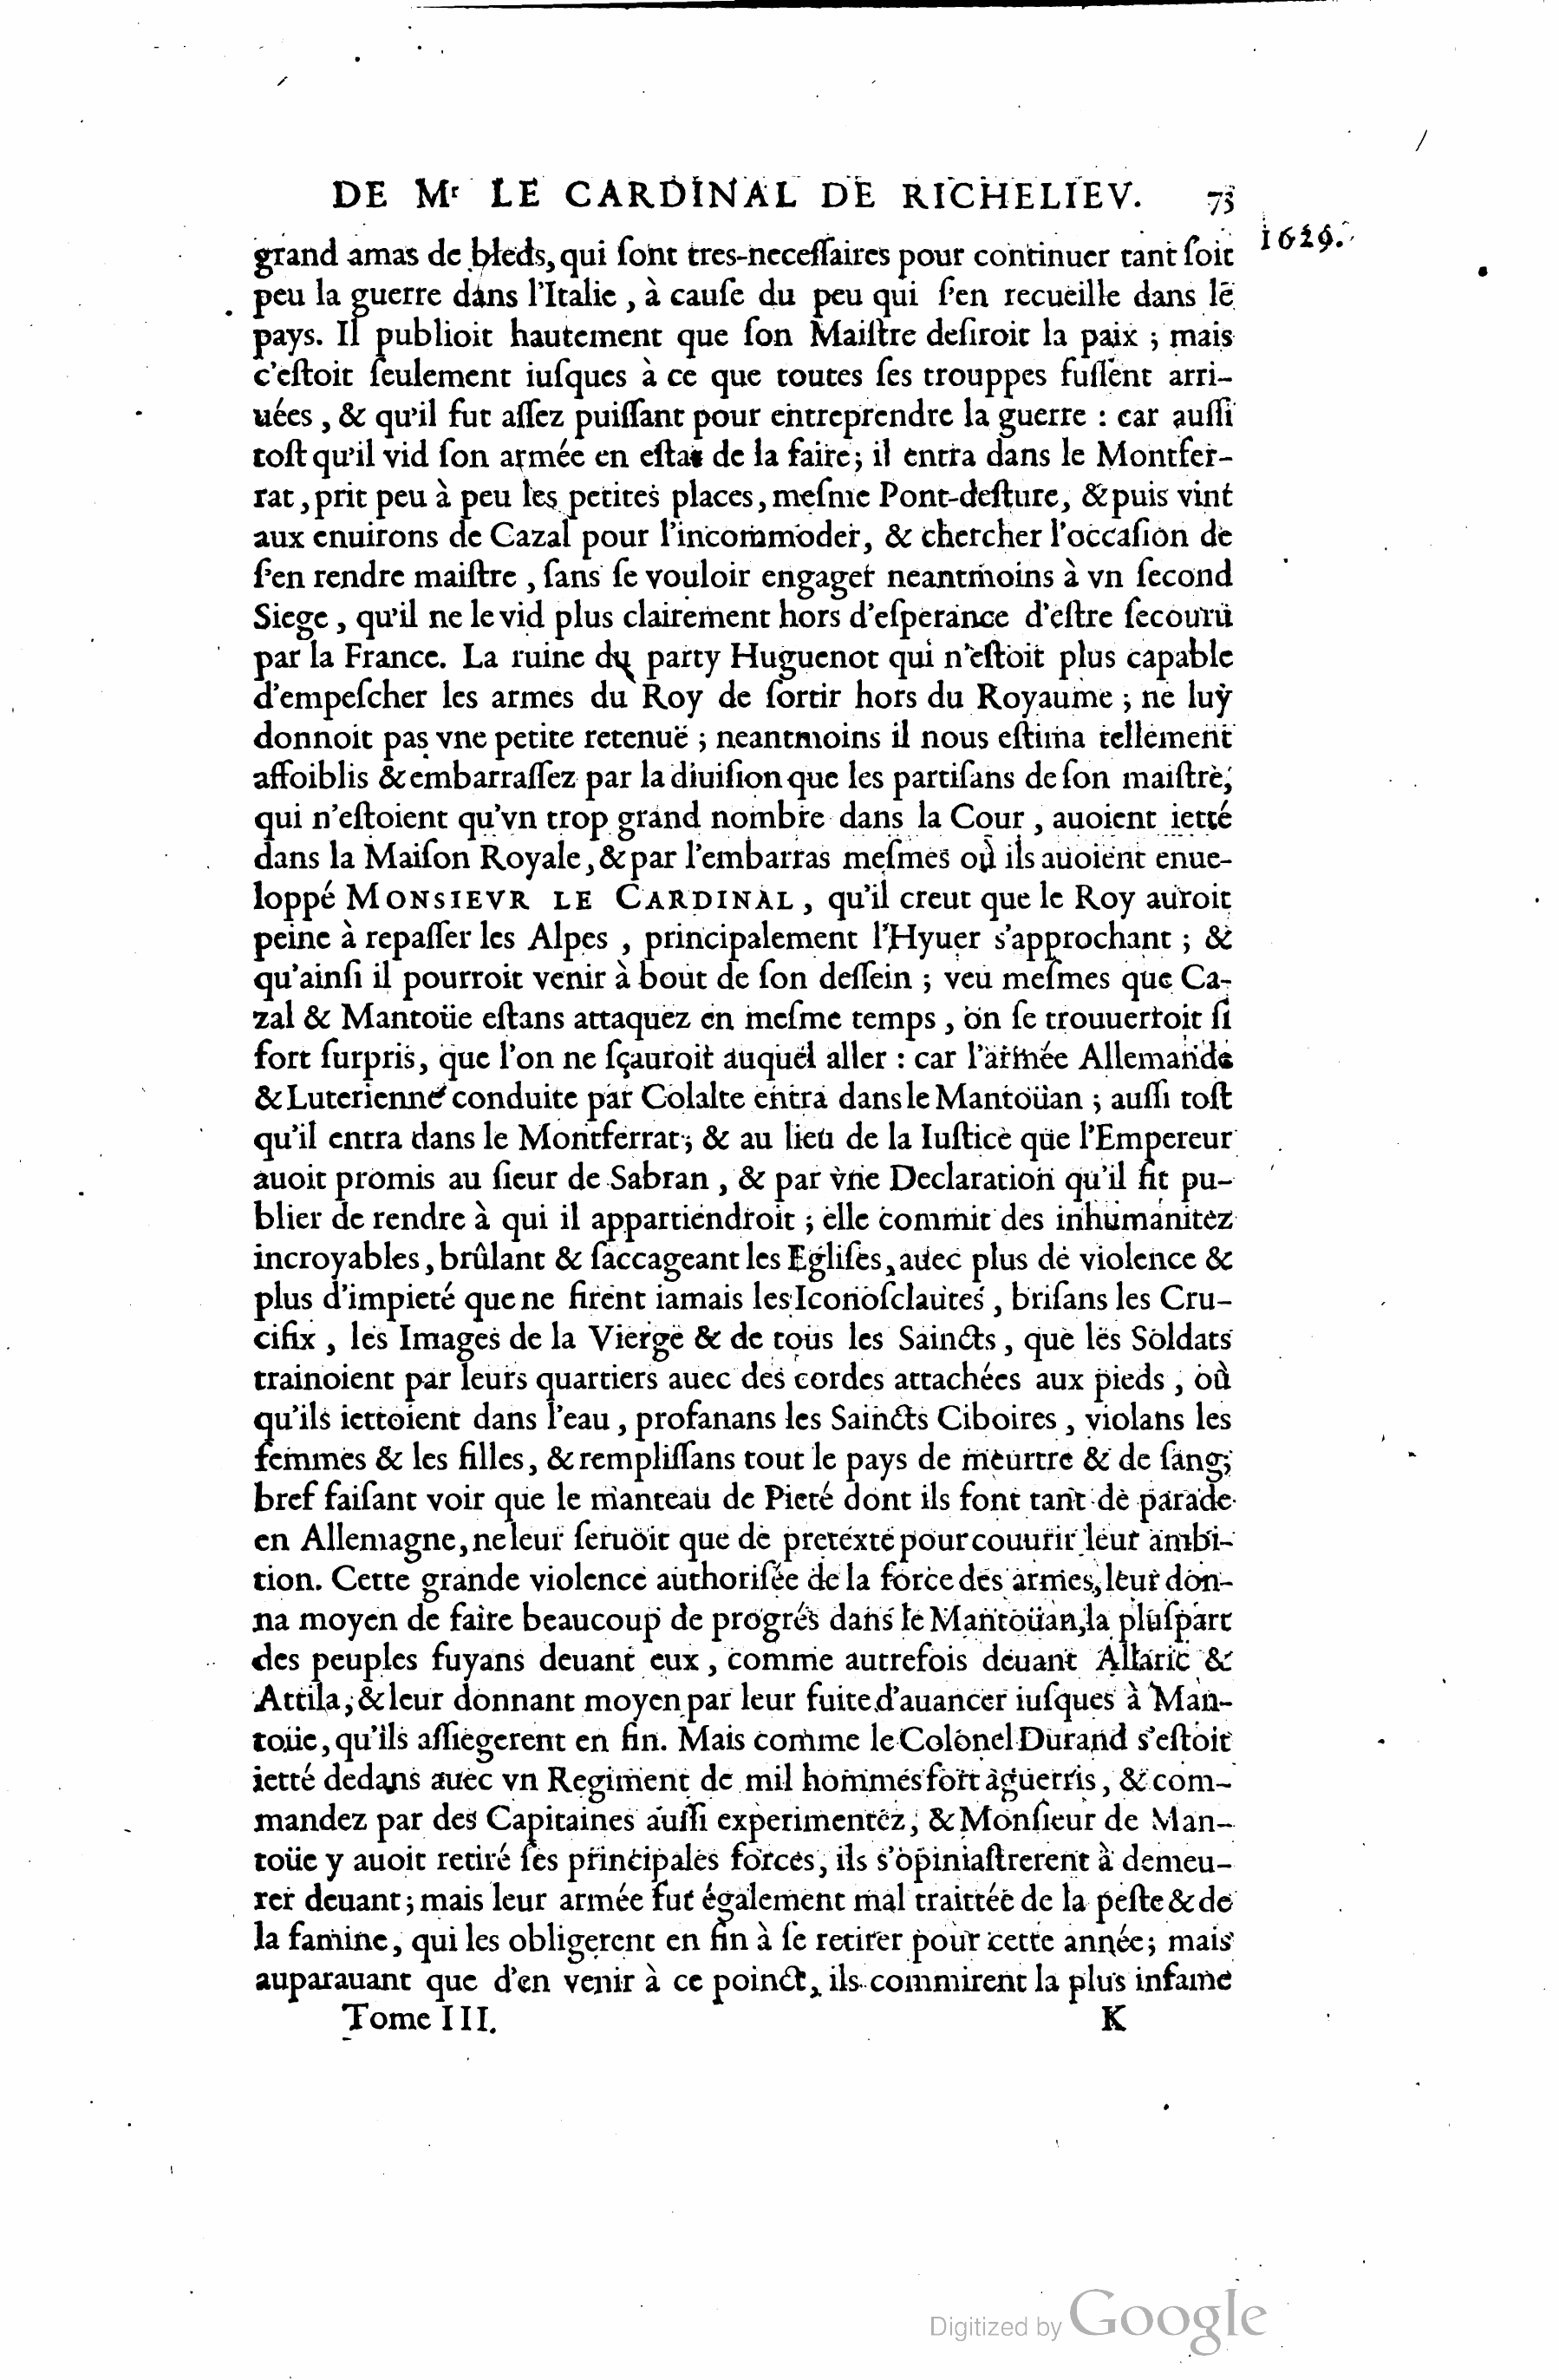 DE Mr LE CARDINAL DE RICHELIEV. 73
1629.
grand amas de bleds, qui ſont tres-neceſſaires pour continuer tant ſoit
peu la guerre dans l'Italie, à cauſe du peu qui ſ'en recueille dans le
pays. Il publioit hautement que ſon Maiſtre deſiroit la paix ; mais
c'eſtoit ſeulement iuſques à ce que toutes ſes trouppes fuſſent arri-
uées, & qu'il fut aſſez puiſſant pour entreprendre la guerre : car auſſi
toſt qu'il vid ſon armée en eſtat de la faire; il entra dans le Montfer-
rat, prit peu à peu les petites places, meſme Pont-deſture, & puis vint
aux enuirons de Cazal pour l'incommoder, & chercher l'occaſion de
ſ'en rendre maiſtre, ſans ſe vouloir engager neantmoins à vn ſecond
Siege, qu'il ne le vid plus clairement hors d'eſperance d'eſtre ſecouru
par la France. La ruine du party Huguenot qui n'eſtoit plus capable
d'empeſcher les armes du Roy de ſortir hors du Royaume ; ne luy
donnoit pas vne petite retenuë ; neantmoins il nous eſtima tellement
affoiblis & embarraſſez par la diuiſion que les partiſans de ſon maiſtre,
qui n'eſtoient qu'vn trop grand nombre dans la Cour, auoient ietté
dans la Maiſon Royale, & par l'embarras meſmes où ils auoient enue-
loppé MONSIEVR LE CARDINAL, qu'il creut que le Roy auroit
peine à repaſſer les Alpes, principalement l'Hyuer s'approchant ; &
qu'ainſi il pourroit venir à bout de ſon deſſein ; veu meſmes que Ca-
zal & Mantoüe eſtans attaquez en meſme temps, on ſe trouuertoit ſi
fort ſurpris, que l'on ne ſçauroit auquel aller : car l'armée Allemande
& Luterienne conduite par Colalte entra dans le Mantoüan ; auſſi toſt
qu'il entra dans le Montferrat ; & au lieu de la Iuſtice que l'Empereur
auoit promis au ſieur de Sabran, & par vne Declaration qu'il fit pu-
blier de rendre à qui il appartiendroit ; elle commit des inhumanitez
incroyables, brûlant & ſaccageant les Egliſes, auec plus de violence &
plus d'impieté que ne firent iamais les Iconoſclautes, briſans les Cru-
cifix, les Images de la Vierge & de tous les Saincts, que les Soldats
trainoient par leurs quartiers auec des cordes attachées aux pieds, où
qu'ils iettoient dans l'eau, profanans les Saincts Ciboires, violans les
femmes & les filles, & rempliſſans tout le pays de meurtre & de ſang;
bref faiſant voir que le manteau de Pieté dont ils font tant de parade
en Allemagne, ne leur ſeruoit que de pretexte pour couurir leur ambi-
tion. Cette grande violence authoriſée de la force des armes, leur don-
na moyen de faire beaucoup de progrés dans le Mantoüan, la pluſpart
des peuples fuyans deuant eux, comme autrefois deuant Allaric &
Attila, & leur donnant moyen par leur fuite d'auancer iuſques à Man-
toüe, qu'ils aſſiegerent en fin. Mais comme le Colonel Durand s'eſtoit
ietté dedans auec vn Regiment de mil hommes fort aguerris, & com-
mandez par des Capitaines auſſi experimentez, & Monſieur de Man-
toüe y auoit retiré ſes principales forces, ils s'opiniaſtrerent à demeu-
rer deuant ; mais leur armée fut également mal traittée de la peſte & de
la famine, qui les obligerent en fin à ſe retirer pour cette année ; mais
auparauant que d'en venir à ce poinct, ils commirent la plus infame
Tome III. K
Digitized by Google